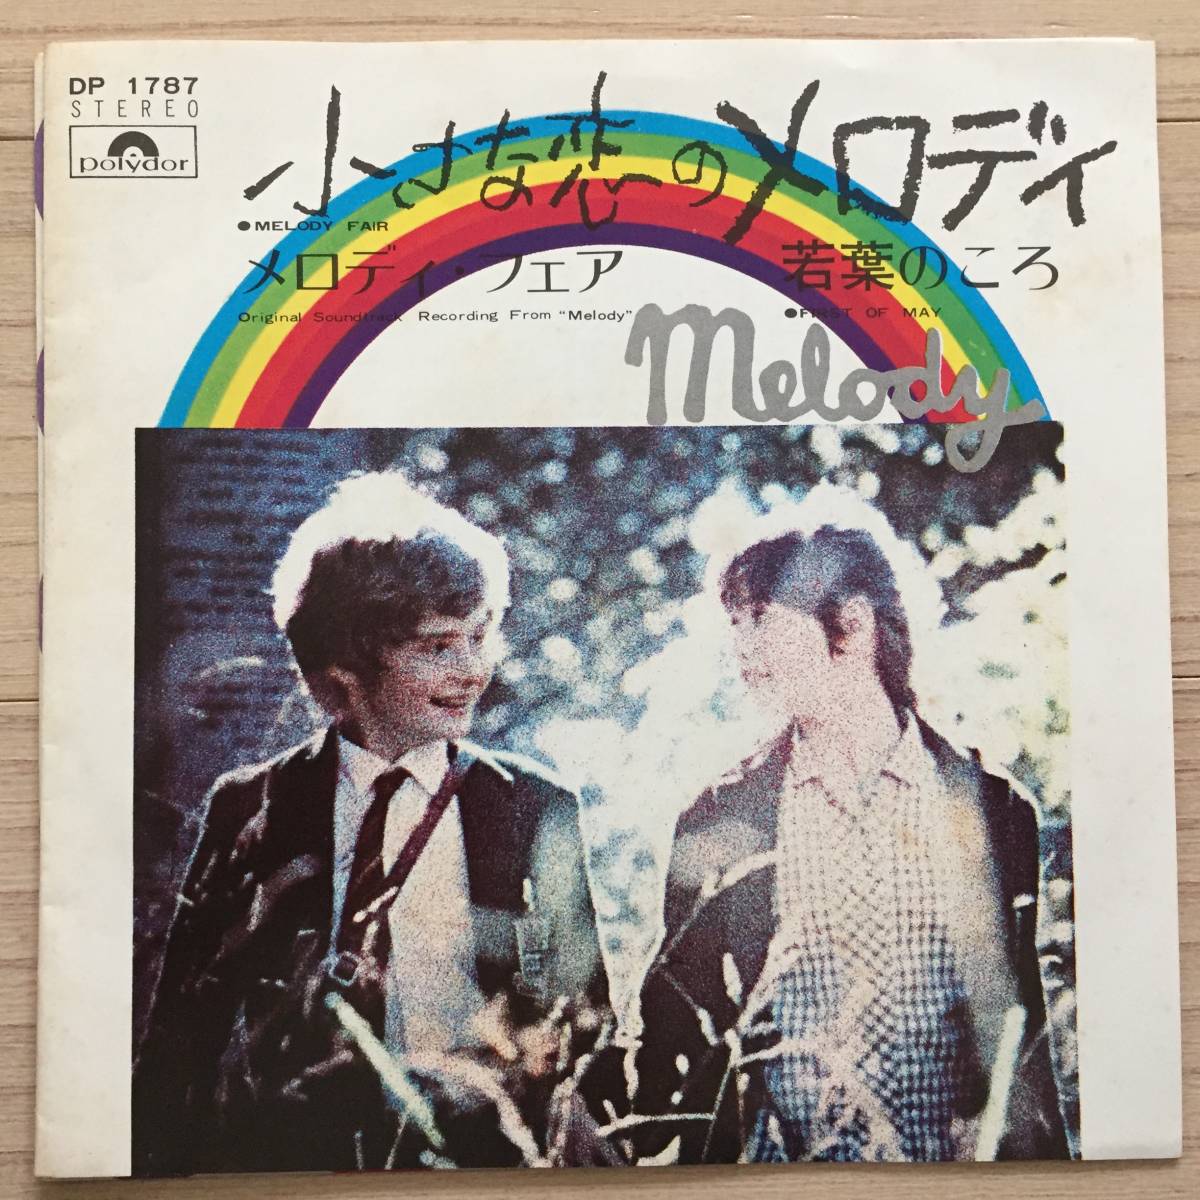 DP 1787
STEREO
polydor
小さな恋のメロディ
●MELODY FAIR
メロディ・フェア
若葉のころ
Original Soundtrack Recording From "Melody"
●FIRST OF MAY
melody